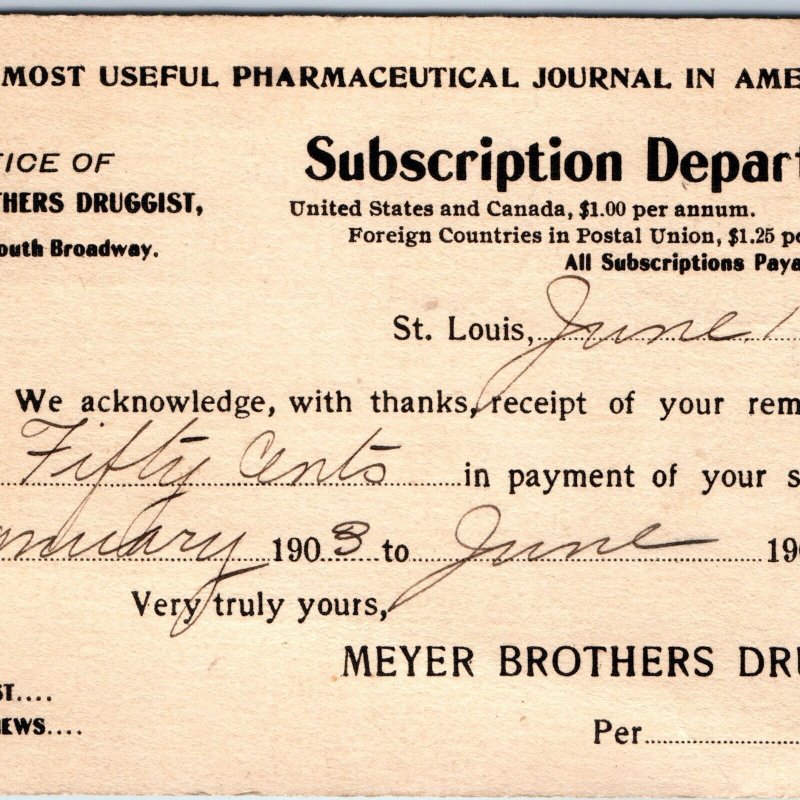 MOST USEFUL PHARMACEUTICAL JOURNAL IN AME
ICE OF
THERS DRUGGIST,
outh Broadway.
Subscription Depart
United States and Canada, $1.00 per annum.
Foreign Countries in Postal Union, $1.25 pe
All Subscriptions Paya
St. Louis, June 1
We acknowledge, with thanks, receipt of your rem
Fifty Cents in payment of your s
anuary 1903 to June 190
Very truly yours,
MEYER BROTHERS DRU
ST....
EWS....
Per